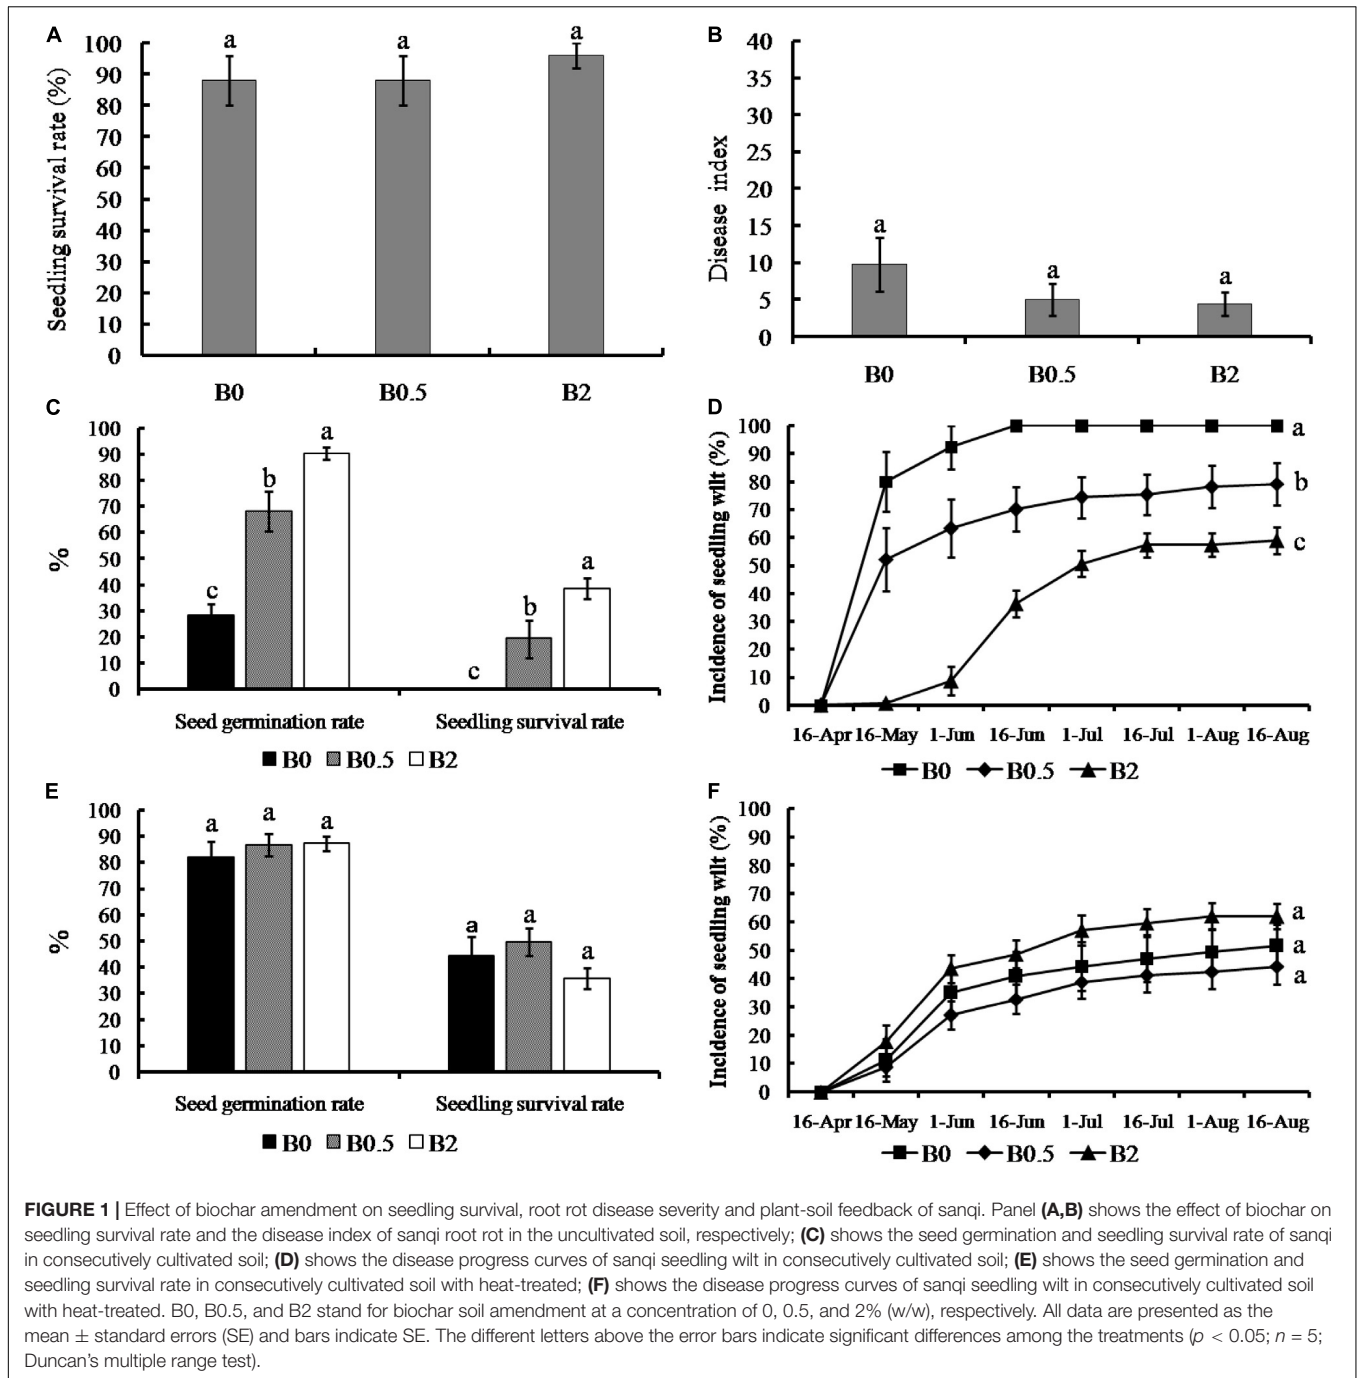 A
Seedling survival rate (%)
100
90
80
70
60
50
40
30
20
10
0
a
a
a
B0
B0.5
B2
B
Disease index
40
35
30
25
20
15
10
5
0
a
a
a
B0
B0.5
B2
C
%
100
90
80
70
60
50
40
30
20
10
0
c
b
a
c
b
a
Seed germination rate
Seedling survival rate
B0
B0.5
B2
D
Incidence of seedling wilt (%)
100
90
80
70
60
50
40
30
20
10
0
a
b
c
16-Apr 16-May 1-Jun 16-Jun 1-Jul 16-Jul 1-Aug 16-Aug
B0
B0.5
B2
E
%
100
90
80
70
60
50
40
30
20
10
0
a
a
a
a
a
a
Seed germination rate
Seedling survival rate
B0
B0.5
B2
F
Incidence of seedling wilt (%)
100
90
80
70
60
50
40
30
20
10
0
a
a
a
16-Apr 16-May 1-Jun 16-Jun 1-Jul 16-Jul 1-Aug 16-Aug
B0
B0.5
B2
FIGURE 1 | Effect of biochar amendment on seedling survival, root rot disease severity and plant-soil feedback of sanqi. Panel (A,B) shows the effect of biochar on
seedling survival rate and the disease index of sanqi root rot in the uncultivated soil, respectively; (C) shows the seed germination and seedling survival rate of sanqi
in consecutively cultivated soil; (D) shows the disease progress curves of sanqi seedling wilt in consecutively cultivated soil; (E) shows the seed germination and
seedling survival rate in consecutively cultivated soil with heat-treated; (F) shows the disease progress curves of sanqi seedling wilt in consecutively cultivated soil
with heat-treated. B0, B0.5, and B2 stand for biochar soil amendment at a concentration of 0, 0.5, and 2% (w/w), respectively. All data are presented as the
mean ± standard errors (SE) and bars indicate SE. The different letters above the error bars indicate significant differences among the treatments (p < 0.05; n = 5;
Duncan's multiple range test).